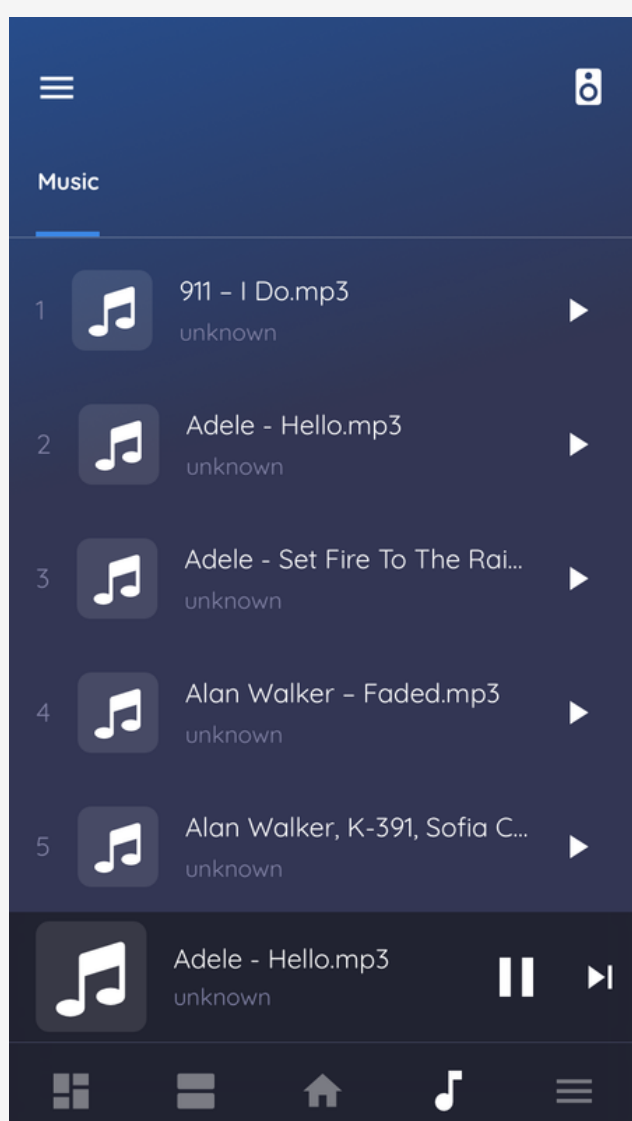 Music
1
911 – I Do.mp3
unknown
2
Adele - Hello.mp3
unknown
3
Adele - Set Fire To The Rai...
unknown
4
Alan Walker – Faded.mp3
unknown
5
Alan Walker, K-391, Sofia C...
unknown
Adele - Hello.mp3
unknown